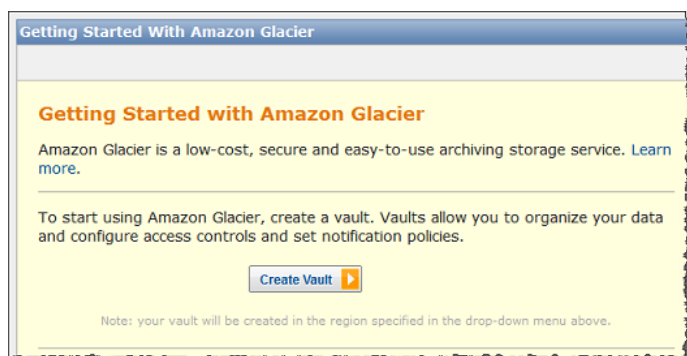 Getting Started With Amazon Glacier
Getting Started with Amazon Glacier
Amazon Glacier is a low-cost, secure and easy-to-use archiving storage service. Learn
more.
To start using Amazon Glacier, create a vault. Vaults allow you to organize your data
and configure access controls and set notification policies.
Create Vault
Note: your vault will be created in the region specified in the drop-down menu above.